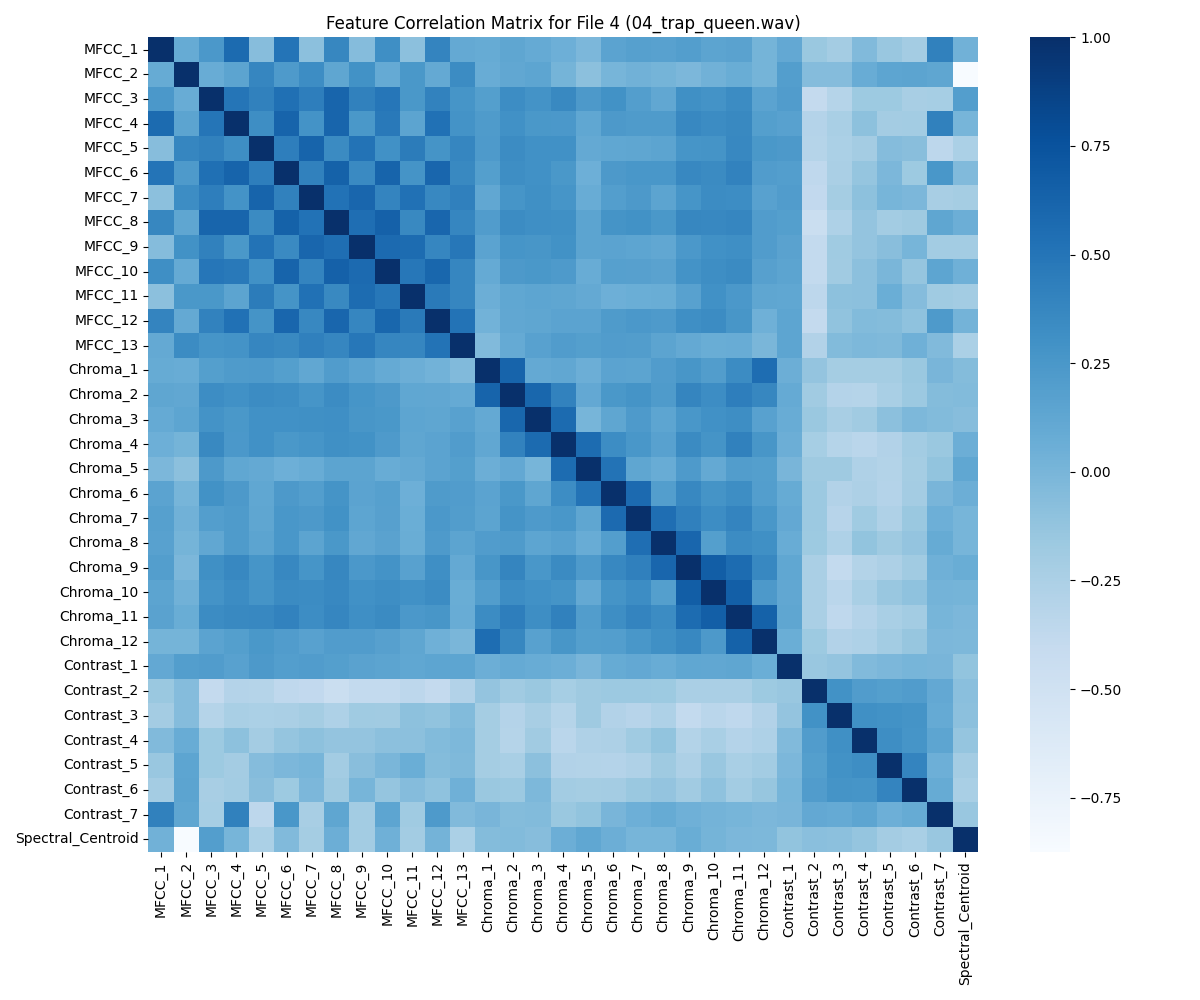 Feature Correlation Matrix for File 4 (04_trap_queen.wav)
MFCC_1
MFCC_2
MFCC_3
MFCC_4
MFCC_5
MFCC_6
MFCC_7
MFCC_8
MFCC_9
MFCC_10
MFCC_11
MFCC_12
MFCC_13
Chroma_1
Chroma_2
Chroma_3
Chroma_4
Chroma_5
Chroma_6
Chroma_7
Chroma_8
Chroma_9
Chroma_10
Chroma_11
Chroma_12
Contrast_1
Contrast_2
Contrast_3
Contrast_4
Contrast_5
Contrast_6
Contrast_7
Spectral_Centroid
MFCC_1
MFCC_2
MFCC_3
MFCC_4
MFCC_5
MFCC_6
MFCC_7
MFCC_8
MFCC_9
MFCC_10
MFCC_11
MFCC_12
MFCC_13
Chroma_1
Chroma_2
Chroma_3
Chroma_4
Chroma_5
Chroma_6
Chroma_7
Chroma_8
Chroma_9
Chroma_10
Chroma_11
Chroma_12
Contrast_1
Contrast_2
Contrast_3
Contrast_4
Contrast_5
Contrast_6
Contrast_7
Spectral_Centroid
1.00
0.75
0.50
0.25
0.00
−0.25
−0.50
−0.75